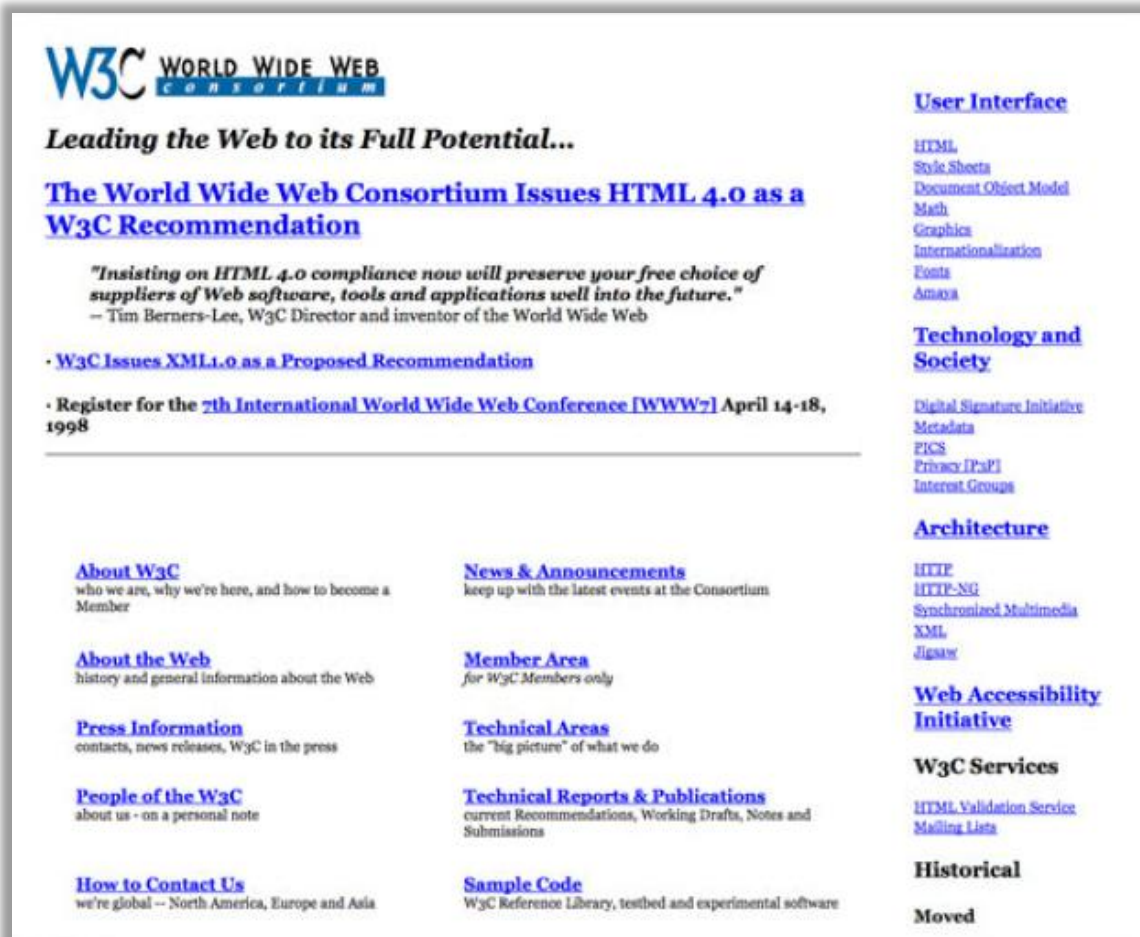 W3C WORLD WIDE WEB
consortium
Leading the Web to its Full Potential...
The World Wide Web Consortium Issues HTML 4.0 as a
W3C Recommendation
"Insisting on HTML 4.0 compliance now will preserve your free choice of
suppliers of Web software, tools and applications well into the future."
-- Tim Berners-Lee, W3C Director and inventor of the World Wide Web
· W3C Issues XML1.0 as a Proposed Recommendation
· Register for the 7th International World Wide Web Conference [WWW7] April 14-18,
1998
About W3C
who we are, why we're here, and how to become a
Member
About the Web
history and general information about the Web
Press Information
contacts, news releases, W3C in the press
People of the W3C
about us - on a personal note
How to Contact Us
we're global -- North America, Europe and Asia
News & Announcements
keep up with the latest events at the Consortium
Member Area
for W3C Members only
Technical Areas
the "big picture" of what we do
Technical Reports & Publications
current Recommendations, Working Drafts, Notes and
Submissions
Sample Code
W3C Reference Library, testbed and experimental software
User Interface
HTML
Style Sheets
Document Object Model
Math
Graphics
Internationalization
Fonts
Amaya
Technology and
Society
Digital Signature Initiative
Metadata
PICS
Privacy [P3P]
Interest Groups
Architecture
HTTP
HTTP-NG
Synchronized Multimedia
XML
Jigsaw
Web Accessibility
Initiative
W3C Services
HTML Validation Service
Mailing Lists
Historical
Moved